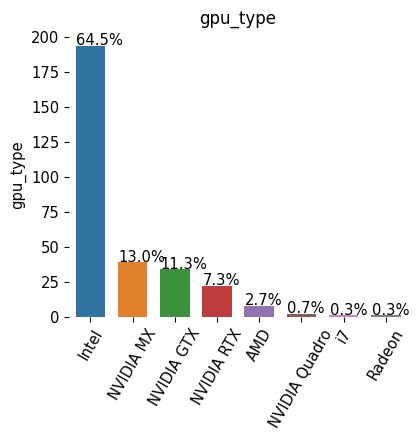 gpu_type
200
175
150
125
100
75
50
25
0
gpu_type
64.5%
13.0%
11.3%
7.3%
2.7%
0.7%
0.3%
0.3%
Intel
NVIDIA MX
NVIDIA GTX
NVIDIA RTX
AMD
NVIDIA Quadro
i7
Radeon